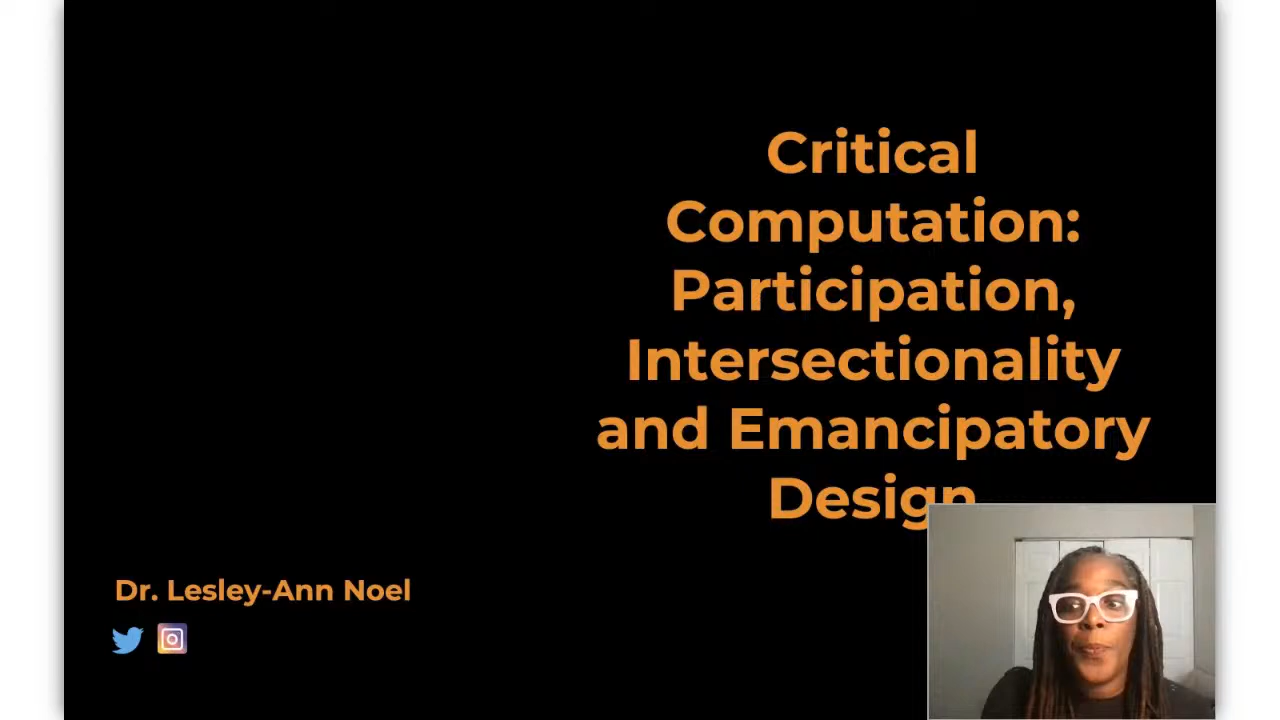 Critical
Computation:
Participation,
Intersectionality
and Emancipatory
Design
Dr. Lesley-Ann Noel